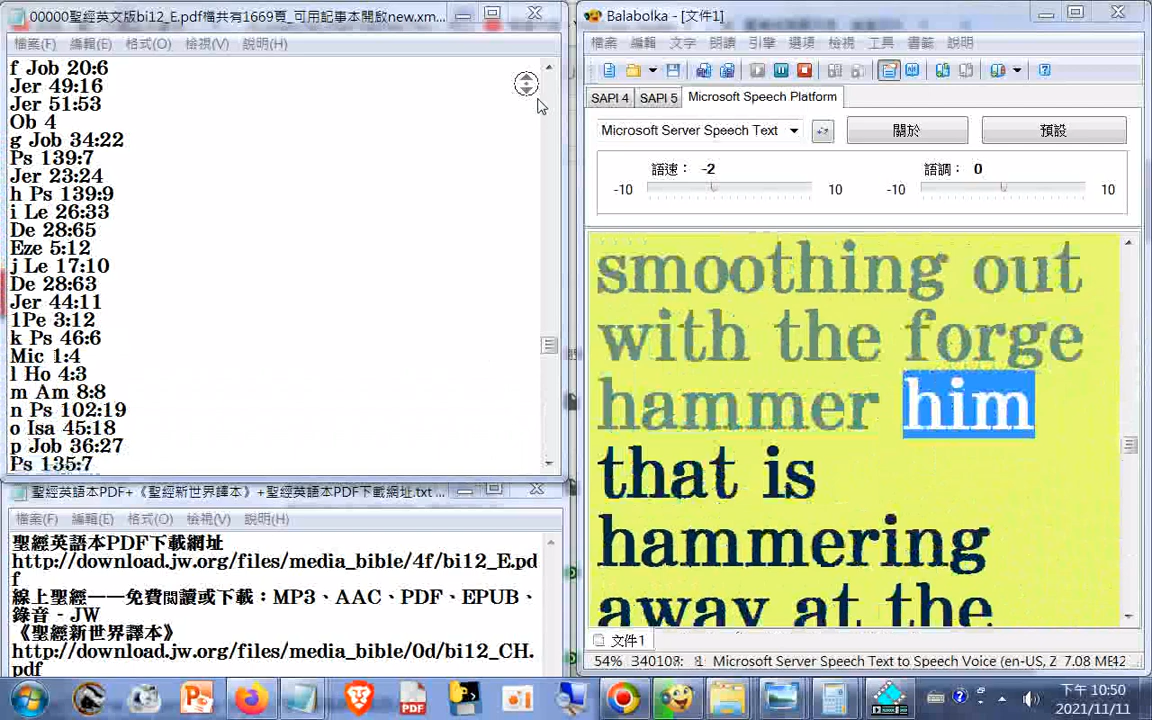 00000聖經英文版bi12_E.pdf檔共有1669頁_可用記事本開啟new.xm...
檔案(F) 編輯(E) 格式(O) 檢視(V) 說明(H)
f Job 20:6
Jer 49:16
Jer 51:53
Ob 4
g Job 34:22
Ps 139:7
Jer 23:24
h Ps 139:9
i Le 26:33
De 28:65
Eze 5:12
j Le 17:10
De 28:63
Jer 44:11
1Pe 3:12
k Ps 46:6
Mic 1:4
l Ho 4:3
m Am 8:8
n Ps 102:19
o Isa 45:18
p Job 36:27
Ps 135:7
聖經英語本PDF+《聖經新世界譯本》+聖經英語本PDF下載網址.txt ...
檔案(F) 編輯(E) 格式(O) 檢視(V) 說明(H)
聖經英語本PDF下載網址
http://download.jw.org/files/media_bible/4f/bi12_E.pd
f
線上聖經——免費閱讀或下載：MP3、AAC、PDF、EPUB、
錄音 - JW
《聖經新世界譯本》
http://download.jw.org/files/media_bible/0d/bi12_CH.
pdf
Balabolka - [文件1]
檔案 編輯 文字 朗讀 引擎 選項 檢視 工具 書籤 說明
SAPI 4 SAPI 5 Microsoft Speech Platform
Microsoft Server Speech Text 關於 預設
語速： -2 語調： 0
-10 10 -10 10
smoothing out
with the forge
hammer him
that is
hammering
away at the
文件1
54% 340108: 1 Microsoft Server Speech Text to Speech Voice (en-US, Z 7.08 ME42
PDF
下午 10:50
2021/11/11